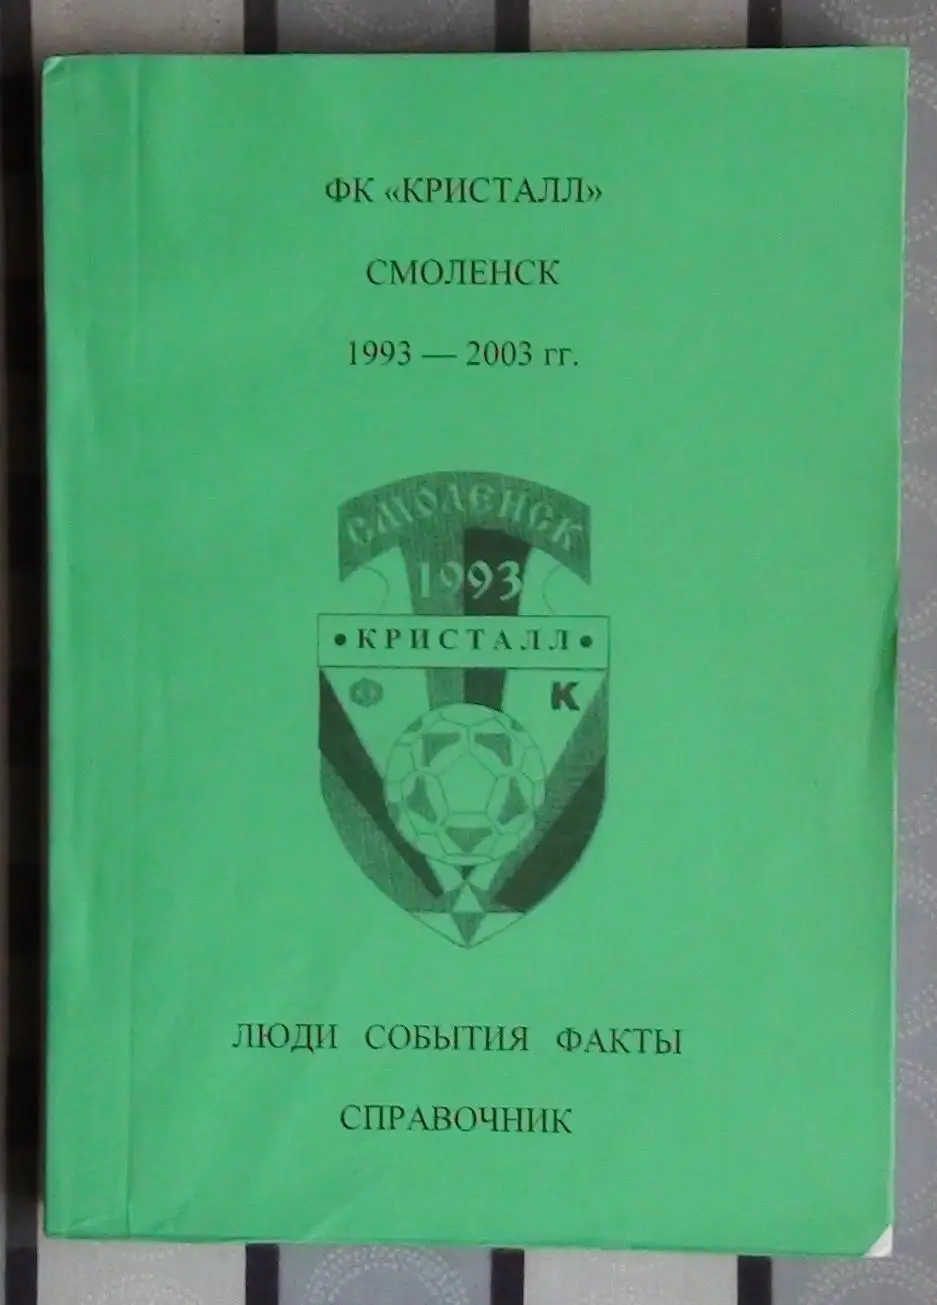 ФК «КРИСТАЛЛ»
СМОЛЕНСК
1993 — 2003 гг.
СМОЛЕНСК
1993
• КРИСТАЛЛ •
Ф К
ЛЮДИ СОБЫТИЯ ФАКТЫ
СПРАВОЧНИК